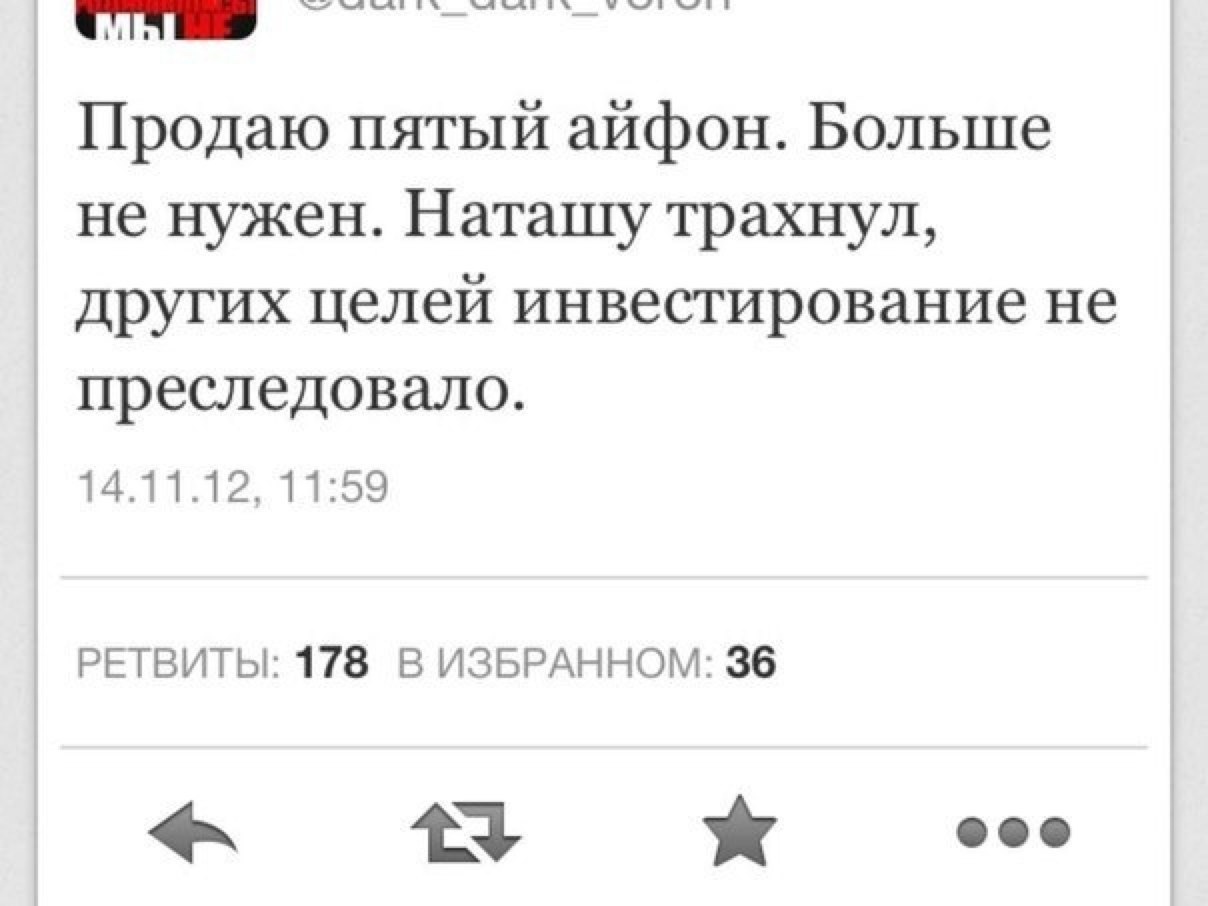 МЫ НЕ
@dark_dark_voron
Продаю пятый айфон. Больше
не нужен. Наташу трахнул,
других целей инвестирование не
преследовало.
14.11.12, 11:59
РЕТВИТЫ: 178 В ИЗБРАННОМ: 36